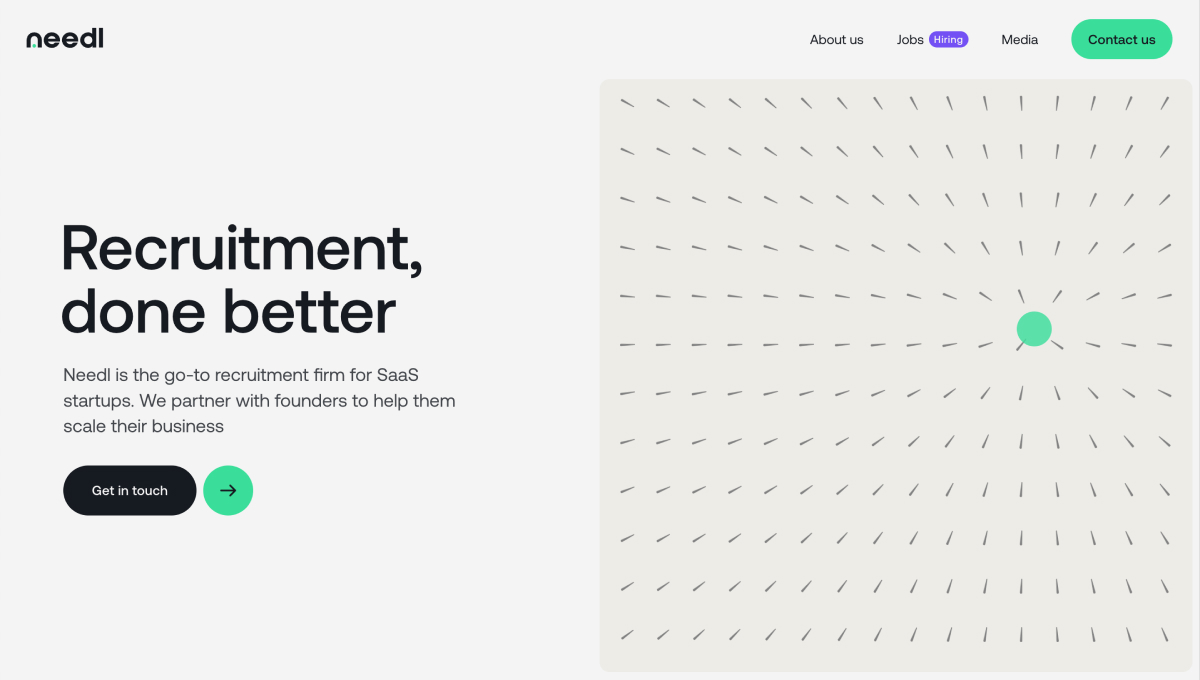 needl
About us
Jobs Hiring
Media
Contact us
Recruitment,
done better
Needl is the go-to recruitment firm for SaaS
startups. We partner with founders to help them
scale their business
Get in touch